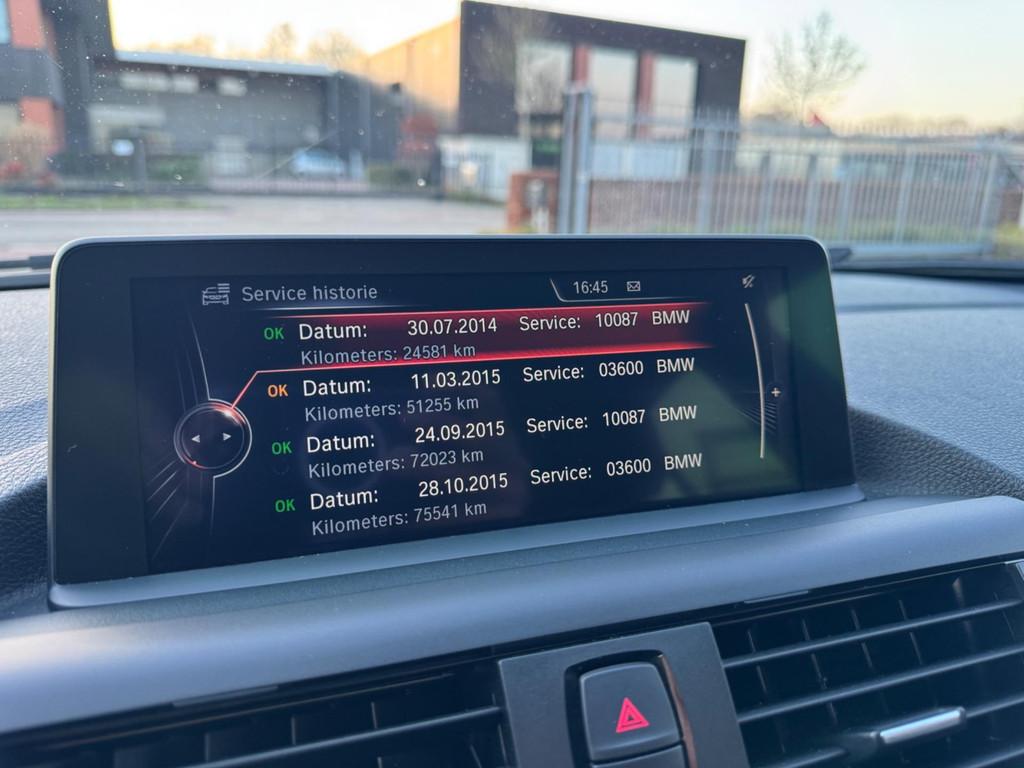 Service historie 16:45
OK Datum: 30.07.2014 Service: 10087 BMW
Kilometers: 24581 km
OK Datum: 11.03.2015 Service: 03600 BMW
Kilometers: 51255 km
OK Datum: 24.09.2015 Service: 10087 BMW
Kilometers: 72023 km
OK Datum: 28.10.2015 Service: 03600 BMW
Kilometers: 75541 km